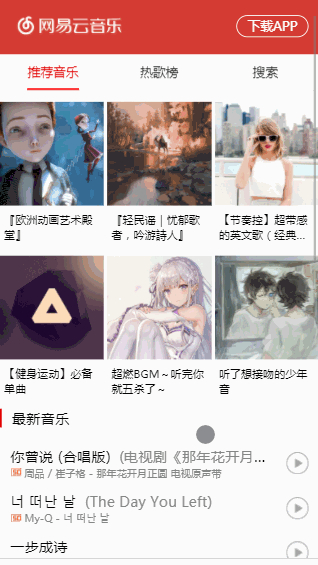 网易云音乐
下载APP
推荐音乐
热歌榜
搜索
『欧洲动画艺术殿
堂』
『轻民谣｜忧郁歌
者，吟游诗人』
【节奏控】超带感
的英文歌（经典...
【健身运动】必备
单曲
超燃BGM～听完你
就五杀了～
听了想接吻的少年
音
最新音乐
你曾说 (合唱版) (电视剧《那年花开月...
SQ 周品 / 崔子格 - 那年花开月正圆 电视原声带
너 떠난 날 (The Day You Left)
SQ My-Q - 너 떠난 날
一步成诗